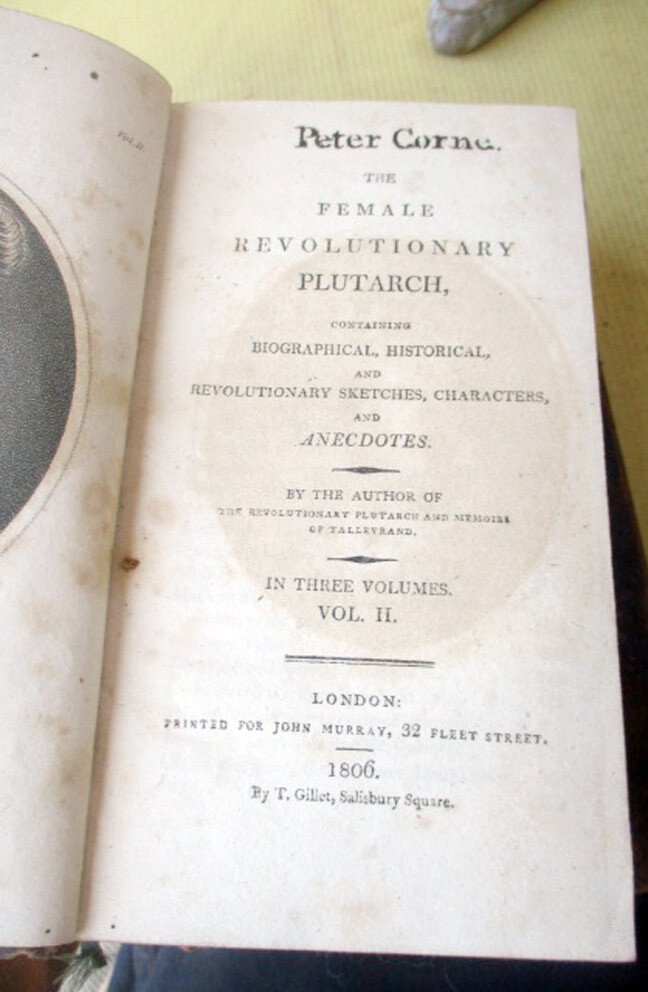 Vol. II.
Peter Corne.
THE
FEMALE
REVOLUTIONARY
PLUTARCH,
CONTAINING
BIOGRAPHICAL, HISTORICAL,
AND
REVOLUTIONARY SKETCHES, CHARACTERS,
AND
ANECDOTES.
BY THE AUTHOR OF
THE REVOLUTIONARY PLUTARCH AND MEMOIRS
OF TALLEYRAND.
IN THREE VOLUMES.
VOL. II.
LONDON:
PRINTED FOR JOHN MURRAY, 32 FLEET STREET.
1806.
By T. Gillet, Salisbury Square.